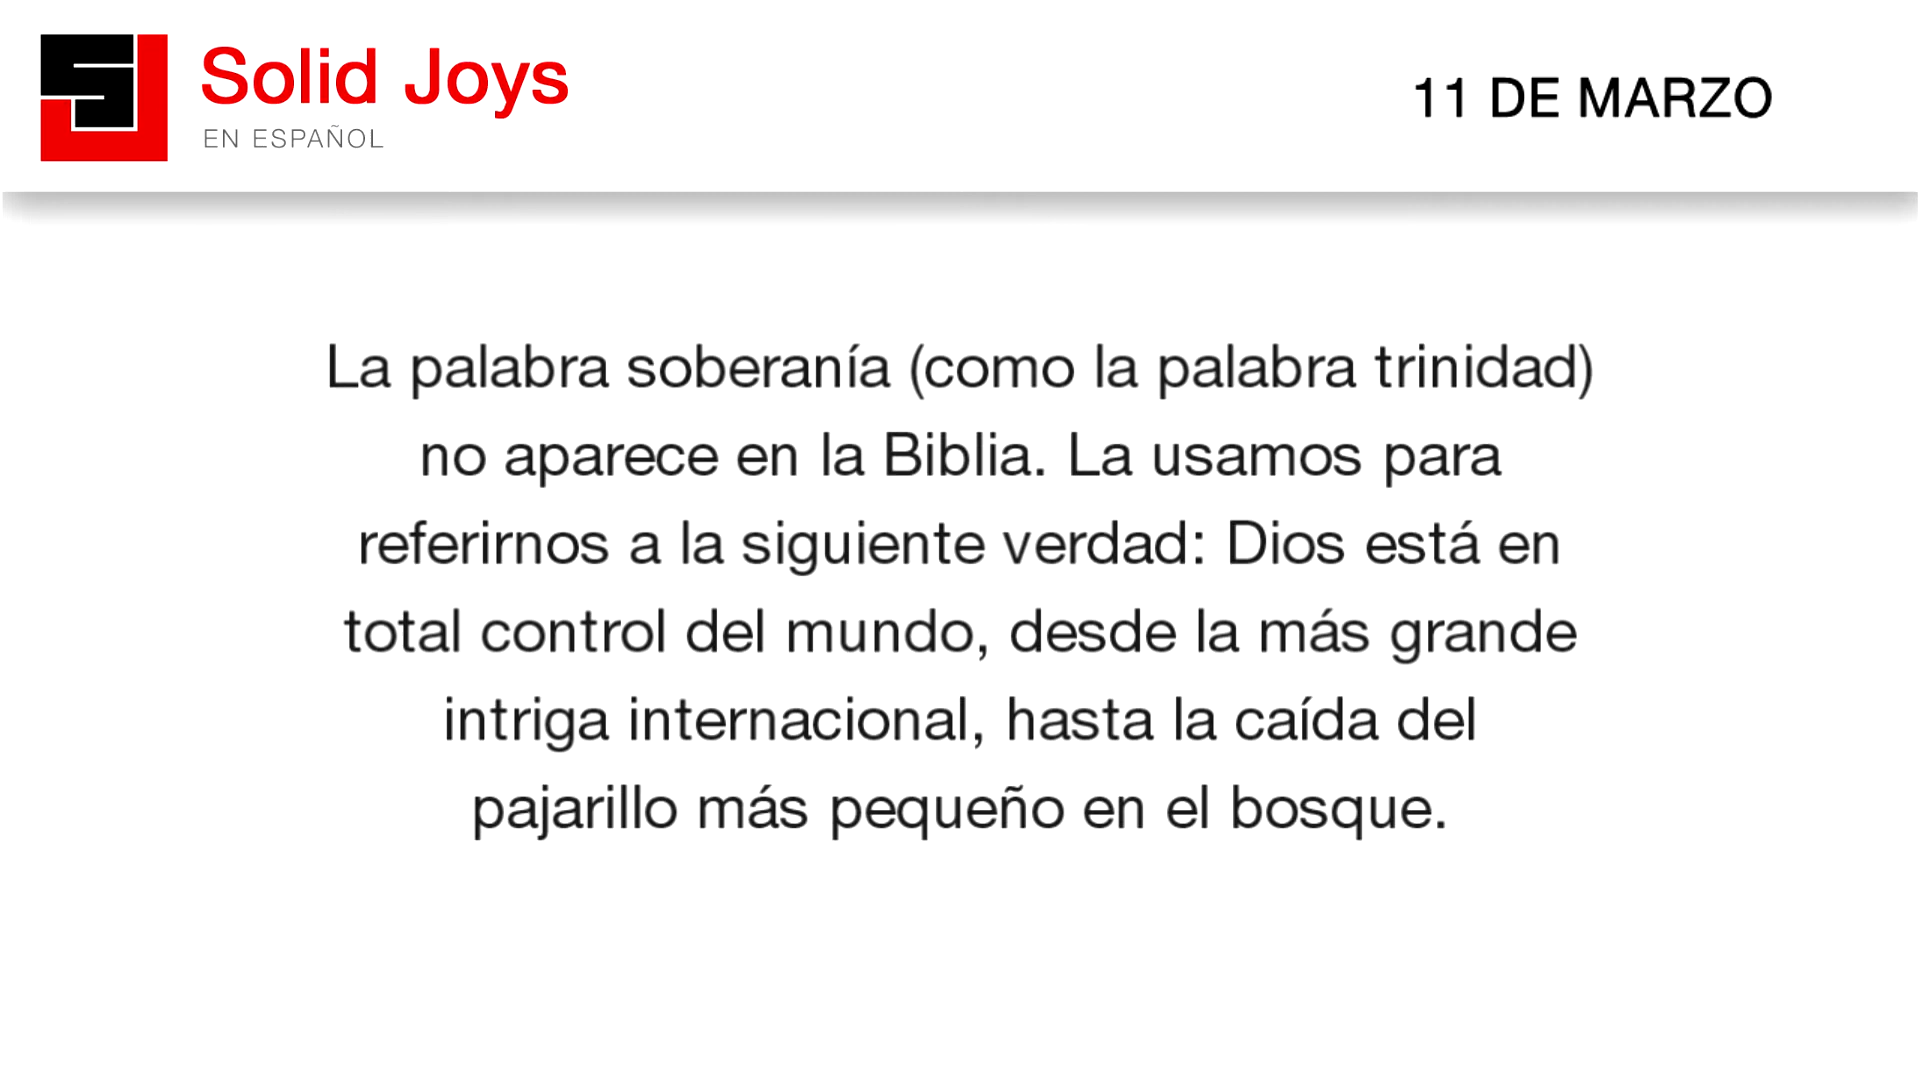 Solid Joys
EN ESPAÑOL
11 DE MARZO
La palabra soberanía (como la palabra trinidad)
no aparece en la Biblia. La usamos para
referirnos a la siguiente verdad: Dios está en
total control del mundo, desde la más grande
intriga internacional, hasta la caída del
pajarillo más pequeño en el bosque.